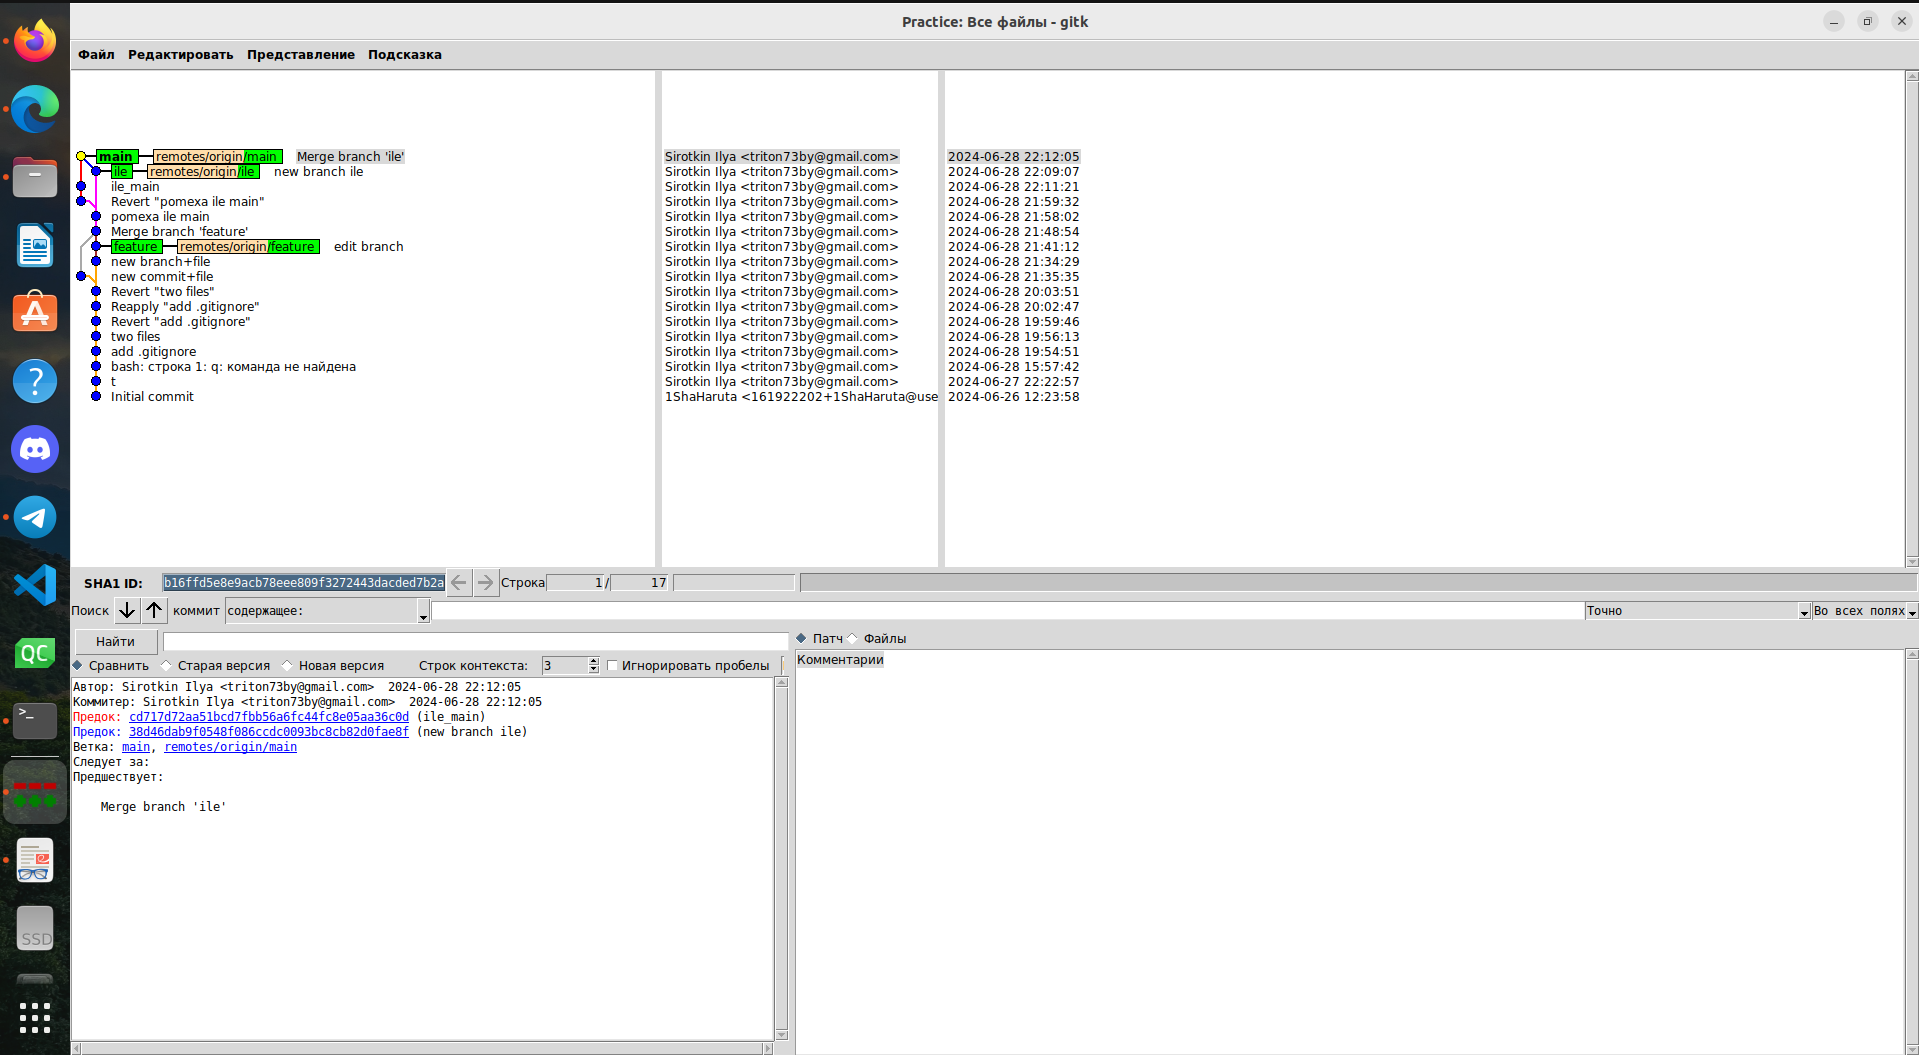 Practice: Все файлы - gitk
Файл Редактировать Представление Подсказка
main remotes/origin/main Merge branch 'ile' Sirotkin Ilya <triton73by@gmail.com> 2024-06-28 22:12:05
ile remotes/origin/ile new branch ile Sirotkin Ilya <triton73by@gmail.com> 2024-06-28 22:09:07
ile_main Sirotkin Ilya <triton73by@gmail.com> 2024-06-28 22:11:21
Revert "pomexa ile main" Sirotkin Ilya <triton73by@gmail.com> 2024-06-28 21:59:32
pomexa ile main Sirotkin Ilya <triton73by@gmail.com> 2024-06-28 21:58:02
Merge branch 'feature' Sirotkin Ilya <triton73by@gmail.com> 2024-06-28 21:48:54
feature remotes/origin/feature edit branch Sirotkin Ilya <triton73by@gmail.com> 2024-06-28 21:41:12
new branch+file Sirotkin Ilya <triton73by@gmail.com> 2024-06-28 21:34:29
new commit+file Sirotkin Ilya <triton73by@gmail.com> 2024-06-28 21:35:35
Revert "two files" Sirotkin Ilya <triton73by@gmail.com> 2024-06-28 20:03:51
Reapply "add .gitignore" Sirotkin Ilya <triton73by@gmail.com> 2024-06-28 20:02:47
Revert "add .gitignore" Sirotkin Ilya <triton73by@gmail.com> 2024-06-28 19:59:46
two files Sirotkin Ilya <triton73by@gmail.com> 2024-06-28 19:56:13
add .gitignore Sirotkin Ilya <triton73by@gmail.com> 2024-06-28 19:54:51
bash: строка 1: q: команда не найдена Sirotkin Ilya <triton73by@gmail.com> 2024-06-28 15:57:42
t Sirotkin Ilya <triton73by@gmail.com> 2024-06-27 22:22:57
Initial commit 1ShaHaruta <161922202+1ShaHaruta@use 2024-06-26 12:23:58
SHA1 ID: b16ffd5e8e9acb78eee809f3272443dacded7b2a Строка 1 / 17
Поиск коммит содержащее: Точно Во всех полях
Найти Патч Файлы
Сравнить Старая версия Новая версия Строк контекста: 3 Игнорировать пробелы
Комментарии
Автор: Sirotkin Ilya <triton73by@gmail.com> 2024-06-28 22:12:05
Коммитер: Sirotkin Ilya <triton73by@gmail.com> 2024-06-28 22:12:05
Предок: cd717d72aa51bcd7fbb56a6fc44fc8e05aa36c0d (ile_main)
Предок: 38d46dab9f0548f086ccdc0093bc8cb82d0fae8f (new branch ile)
Ветка: main, remotes/origin/main
Следует за:
Предшествует:
Merge branch 'ile'
QC
SSD